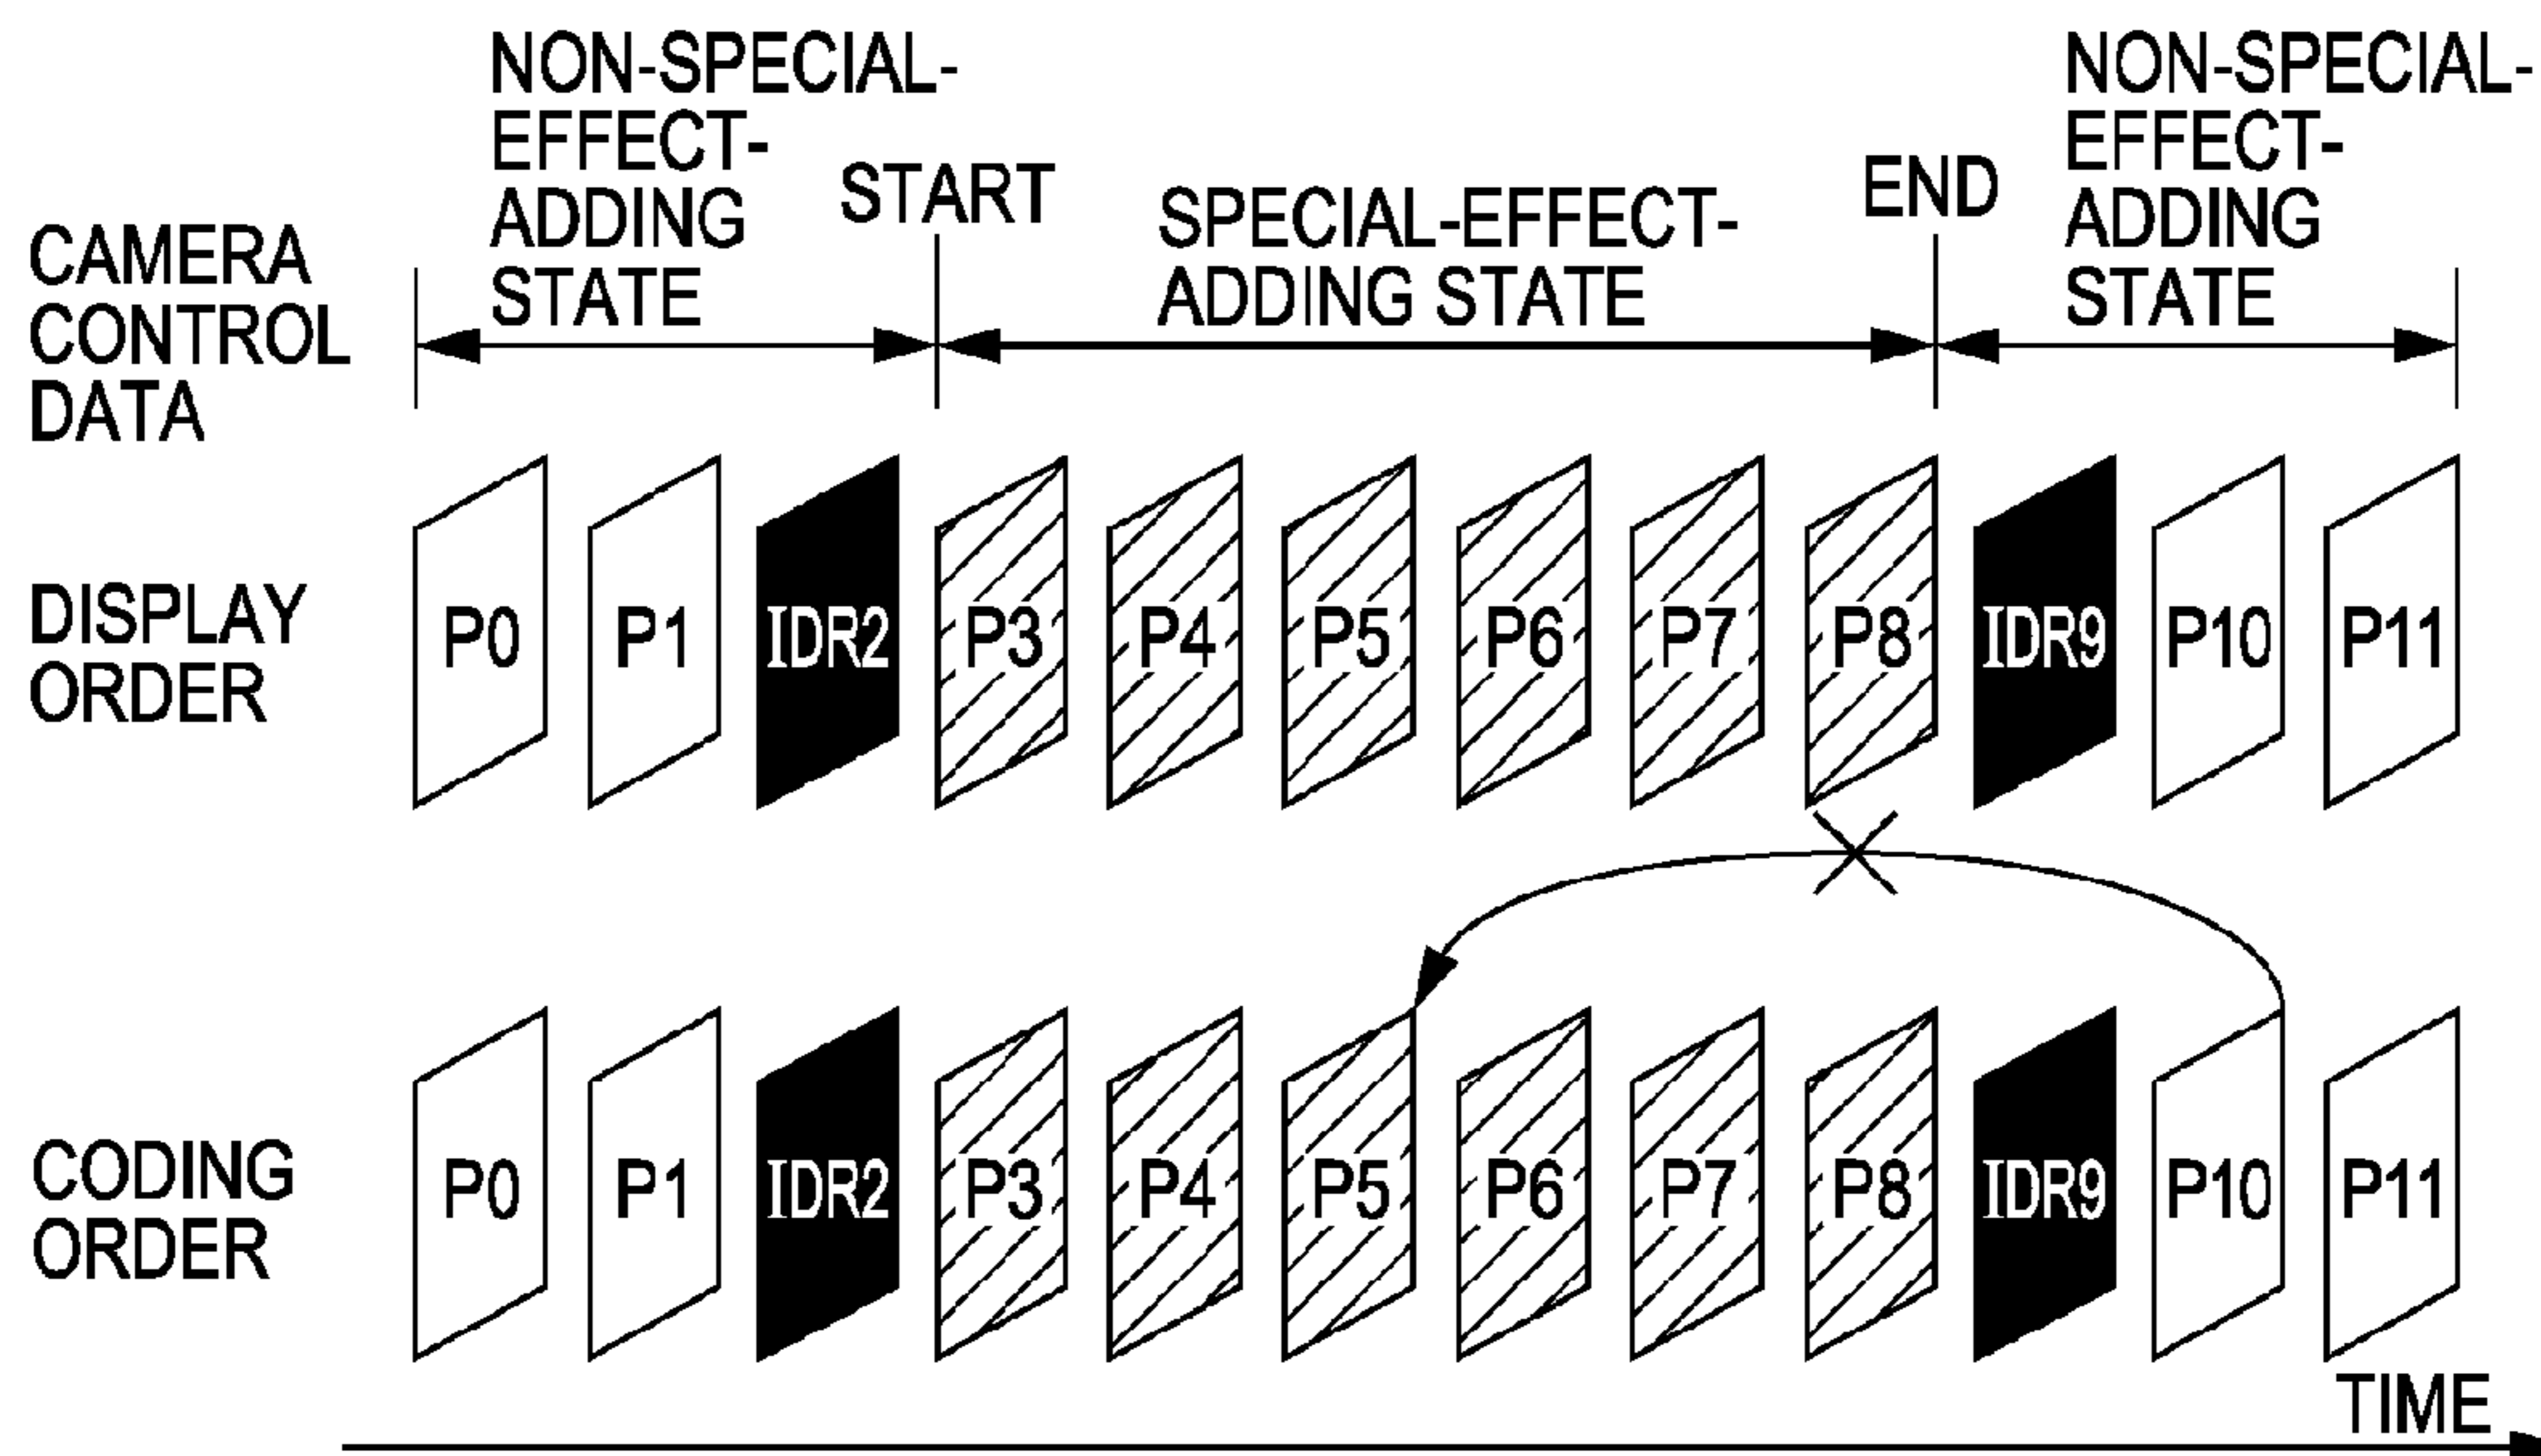 NON-SPECIAL-
EFFECT-
ADDING
STATE
START
SPECIAL-EFFECT-
ADDING STATE
END
NON-SPECIAL-
EFFECT-
ADDING
STATE
CAMERA
CONTROL
DATA
DISPLAY
ORDER
P0 P1 IDR2 P3 P4 P5 P6 P7 P8 IDR9 P10 P11
CODING
ORDER
P0 P1 IDR2 P3 P4 P5 P6 P7 P8 IDR9 P10 P11
TIME